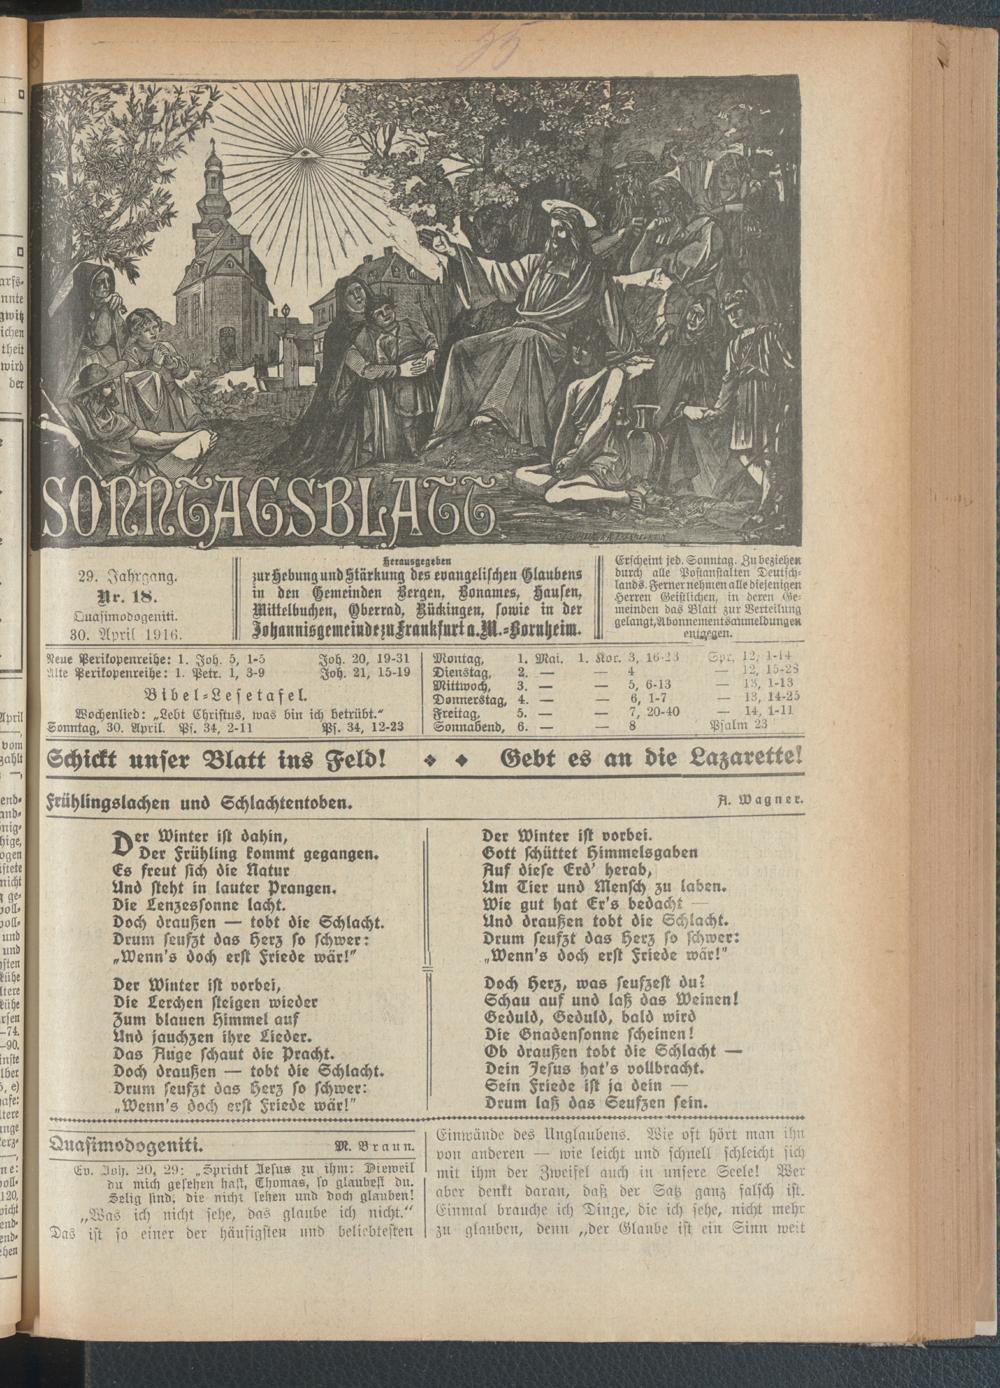 SONNTAGSBLATT
29. Jahrgang.
Nr. 18.
Quasimodogeniti.
30. April 1916.
Herausgegeben
zur Hebung und Stärkung des evangelischen Glaubens
in den Gemeinden Bergen, Bonames, Hausen,
Mittelbuchen, Oberrad, Rückingen, sowie in der
Johannisgemeinde zu Frankfurt a. M.-Bornheim.
Erscheint jed. Sonntag. Zu beziehen
durch alle Postanstalten Deutsch-
lands. Ferner nehmen alle diejenigen
Herren Geistlichen, in deren Ge-
meinden das Blatt zur Verteilung
gelangt, Abonnementsanmeldungen
entgegen.
Neue Perikopenreihe: 1. Joh. 5, 1-5 Joh. 20, 19-31
Alte Perikopenreihe: 1. Petr. 1, 3-9 Joh. 21, 15-19
Bibel-Lesetafel.
Wochenlied: „Lebt Christus, was bin ich betrübt.“
Sonntag, 30. April. Ps. 34, 2-11 Ps. 34, 12-23
Montag, 1. Mai. 1. Kor. 3, 16-23 Spr. 12, 1-14
Dienstag, 2. — — 4 — 12, 15-28
Mittwoch, 3. — — 5, 6-13 — 13, 1-13
Donnerstag, 4. — — 6, 1-7 — 13, 14-25
Freitag, 5. — — 7, 20-40 — 14, 1-11
Sonnabend, 6. — — 8 Psalm 23
Schickt unser Blatt ins Feld! Gebt es an die Lazarette!
Frühlingslachen und Schlachtentoben. A. Wagner.
Der Winter ist dahin,
Der Frühling kommt gegangen.
Es freut sich die Natur
Und steht in lauter Prangen.
Die Lenzessonne lacht.
Doch draußen — tobt die Schlacht.
Drum seufzt das Herz so schwer:
„Wenn's doch erst Friede wär!“
Der Winter ist vorbei,
Die Lerchen steigen wieder
Zum blauen Himmel auf
Und jauchzen ihre Lieder.
Das Auge schaut die Pracht.
Doch draußen — tobt die Schlacht.
Drum seufzt das Herz so schwer:
„Wenn's doch erst Friede wär!“
Der Winter ist vorbei.
Gott schüttet Himmelsgaben
Auf diese Erd' herab,
Um Tier und Mensch zu laben.
Wie gut hat Er's bedacht —
Und draußen tobt die Schlacht.
Drum seufzt das Herz so schwer:
„Wenn's doch erst Friede wär!“
Doch Herz, was seufzest du?
Schau auf und laß das Weinen!
Geduld, Geduld, bald wird
Die Gnadensonne scheinen!
Ob draußen tobt die Schlacht —
Dein Jesus hat's vollbracht.
Sein Friede ist ja dein —
Drum laß das Seufzen sein.
Quasimodogeniti. M. Braun.
Ev. Joh. 20, 29: „Spricht Jesus zu ihm: Dieweil
du mich gesehen hast, Thomas, so glaubest du.
Selig sind, die nicht sehen und doch glauben!
„Was ich nicht sehe, das glaube ich nicht.“
Das ist so einer der häufigsten und beliebtesten
Einwände des Unglaubens. Wie oft hört man ihn
von anderen — wie leicht und schnell schleicht sich
mit ihm der Zweifel auch in unsere Seele! Wer
aber denkt daran, daß der Satz ganz falsch ist.
Einmal brauche ich Dinge, die ich sehe, nicht mehr
zu glauben, denn „der Glaube ist ein Sinn weit